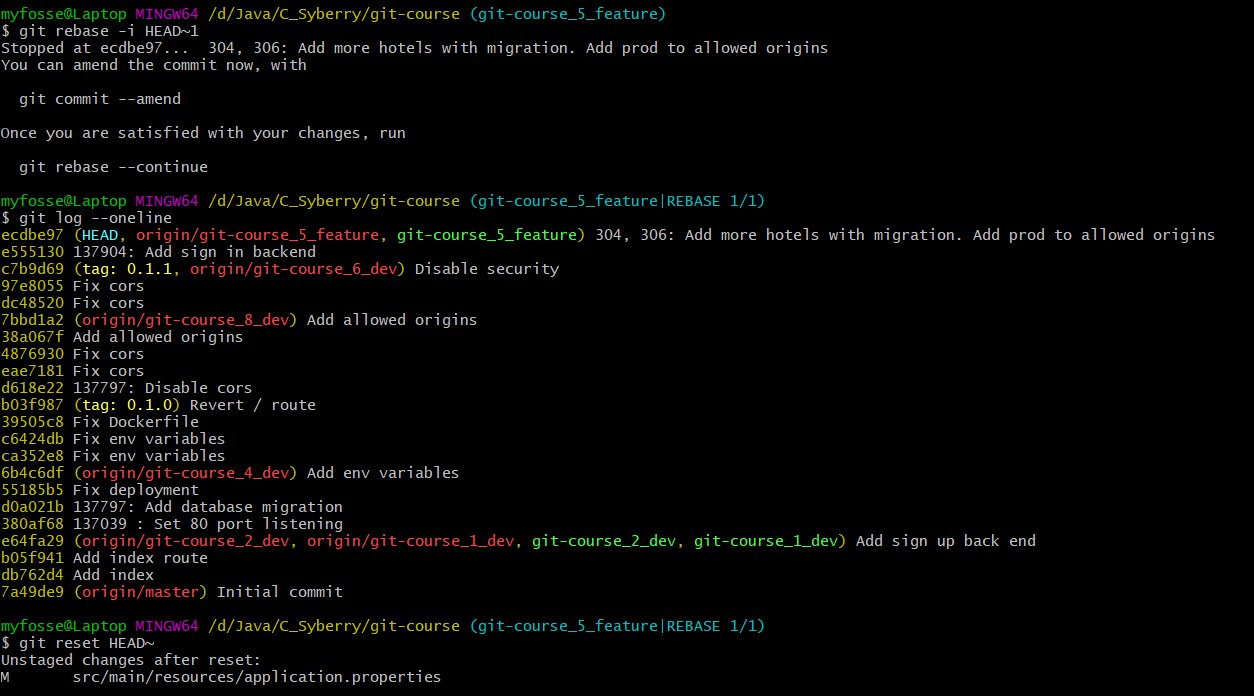 myfosse@Laptop MINGW64 /d/Java/C_Syberry/git-course (git-course_5_feature)
$ git rebase -i HEAD~1
Stopped at ecdbe97...  304, 306: Add more hotels with migration. Add prod to allowed origins
You can amend the commit now, with
  git commit --amend
Once you are satisfied with your changes, run
  git rebase --continue
myfosse@Laptop MINGW64 /d/Java/C_Syberry/git-course (git-course_5_feature|REBASE 1/1)
$ git log --oneline
ecdbe97 (HEAD, origin/git-course_5_feature, git-course_5_feature) 304, 306: Add more hotels with migration. Add prod to allowed origins
e555130 137904: Add sign in backend
c7b9d69 (tag: 0.1.1, origin/git-course_6_dev) Disable security
97e8055 Fix cors
dc48520 Fix cors
7bbd1a2 (origin/git-course_8_dev) Add allowed origins
38a067f Add allowed origins
4876930 Fix cors
eae7181 Fix cors
d618e22 137797: Disable cors
b03f987 (tag: 0.1.0) Revert / route
39505c8 Fix Dockerfile
c6424db Fix env variables
ca352e8 Fix env variables
6b4c6df (origin/git-course_4_dev) Add env variables
55185b5 Fix deployment
d0a021b 137797: Add database migration
380af68 137039 : Set 80 port listening
e64fa29 (origin/git-course_2_dev, origin/git-course_1_dev, git-course_2_dev, git-course_1_dev) Add sign up back end
b05f941 Add index route
db762d4 Add index
7a49de9 (origin/master) Initial commit
myfosse@Laptop MINGW64 /d/Java/C_Syberry/git-course (git-course_5_feature|REBASE 1/1)
$ git reset HEAD~
Unstaged changes after reset:
M       src/main/resources/application.properties